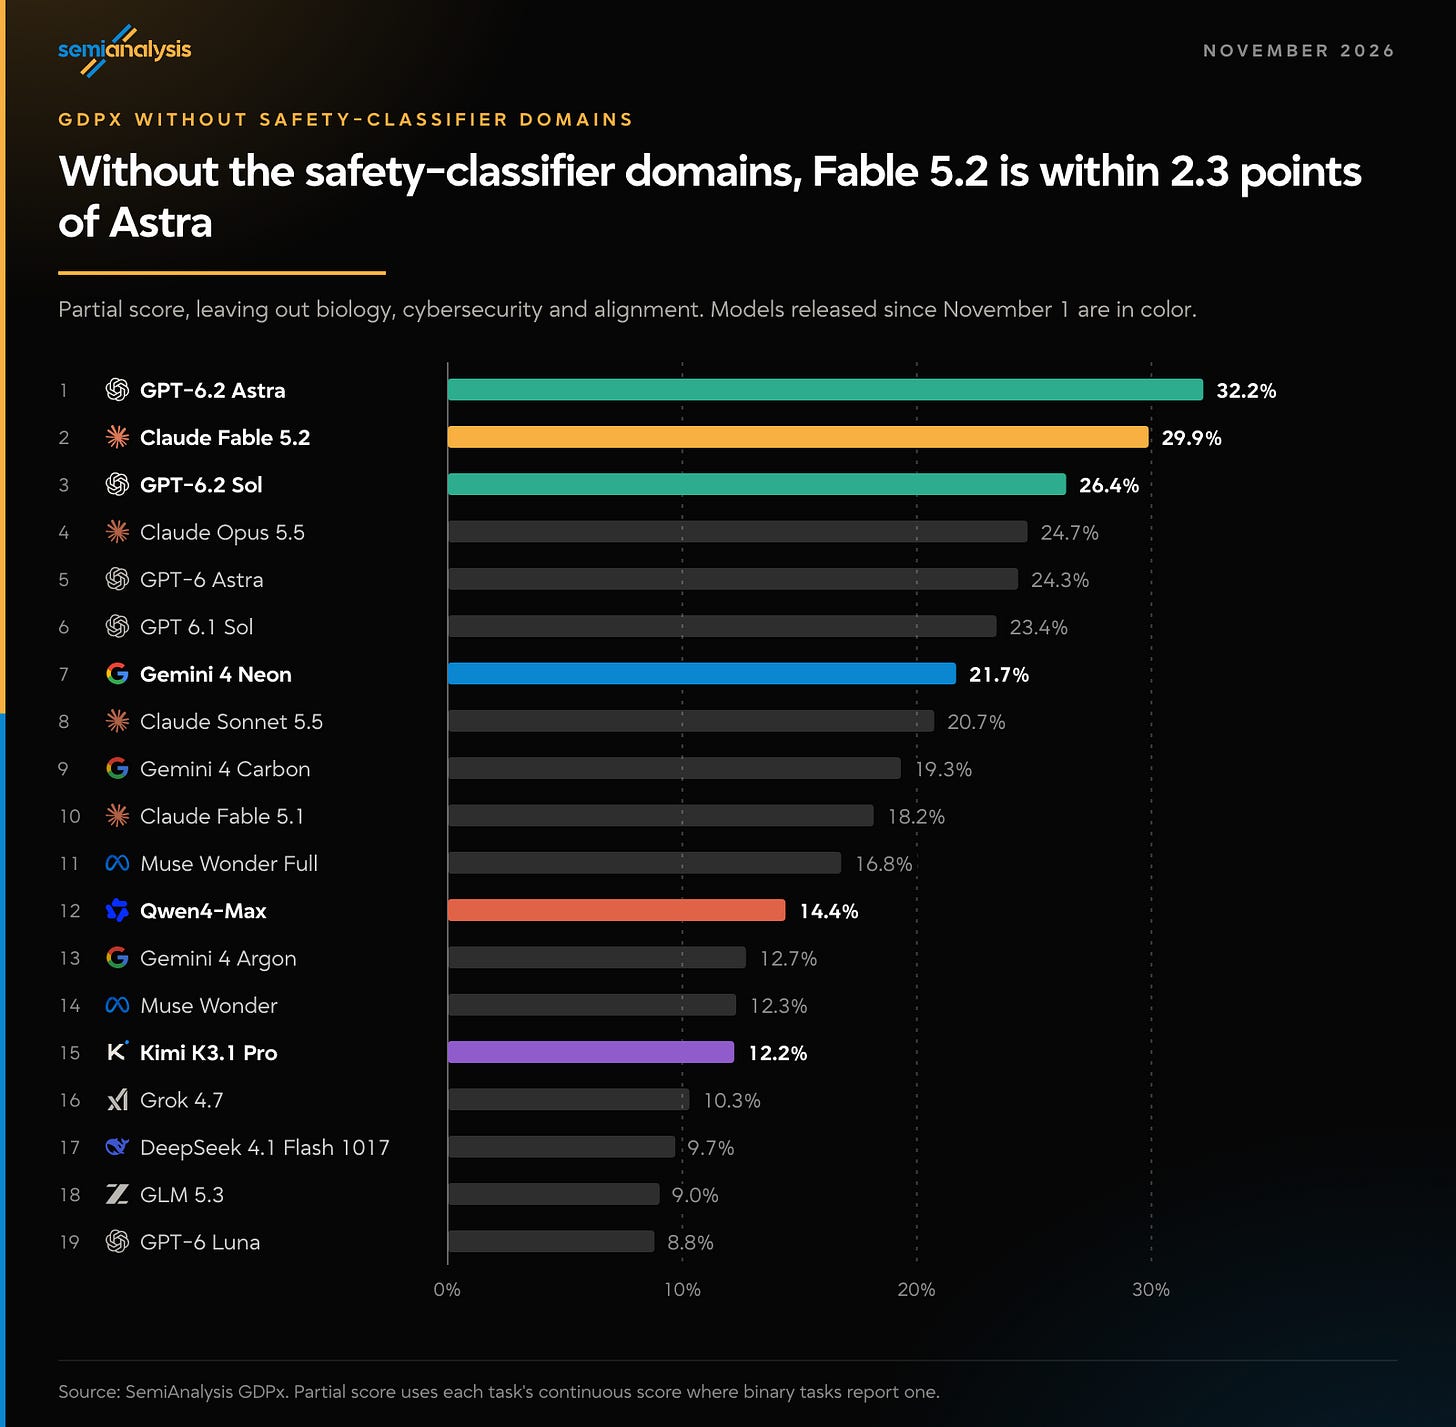 semianalysis
NOVEMBER 2026
GDPX WITHOUT SAFETY-CLASSIFIER DOMAINS
Without the safety-classifier domains, Fable 5.2 is within 2.3 points
of Astra
Partial score, leaving out biology, cybersecurity and alignment. Models released since November 1 are in color.
1 GPT-6.2 Astra 32.2%
2 Claude Fable 5.2 29.9%
3 GPT-6.2 Sol 26.4%
4 Claude Opus 5.5 24.7%
5 GPT-6 Astra 24.3%
6 GPT 6.1 Sol 23.4%
7 Gemini 4 Neon 21.7%
8 Claude Sonnet 5.5 20.7%
9 Gemini 4 Carbon 19.3%
10 Claude Fable 5.1 18.2%
11 Muse Wonder Full 16.8%
12 Qwen4-Max 14.4%
13 Gemini 4 Argon 12.7%
14 Muse Wonder 12.3%
15 Kimi K3.1 Pro 12.2%
16 Grok 4.7 10.3%
17 DeepSeek 4.1 Flash 1017 9.7%
18 GLM 5.3 9.0%
19 GPT-6 Luna 8.8%
0% 10% 20% 30%
Source: SemiAnalysis GDPx. Partial score uses each task's continuous score where binary tasks report one.